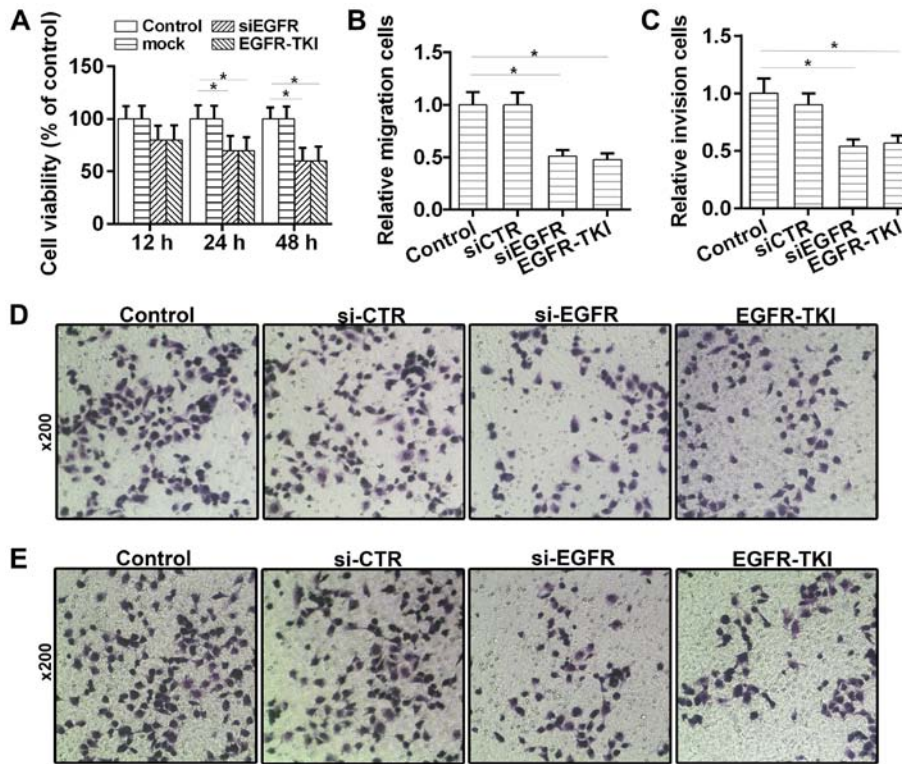 A
Control
siEGFR
mock
EGFR-TKI
Cell viability (% of control)
150
100
50
0
* *
* *
12 h 24 h 48 h
B
Relative migration cells
1.5
1.0
0.5
0.0
*
*
Control siCTR siEGFR EGFR-TKI
C
Relative invision cells
1.5
1.0
0.5
0.0
*
*
Control siCTR siEGFR EGFR-TKI
D
Control si-CTR si-EGFR EGFR-TKI
x200
E
Control si-CTR si-EGFR EGFR-TKI
x200